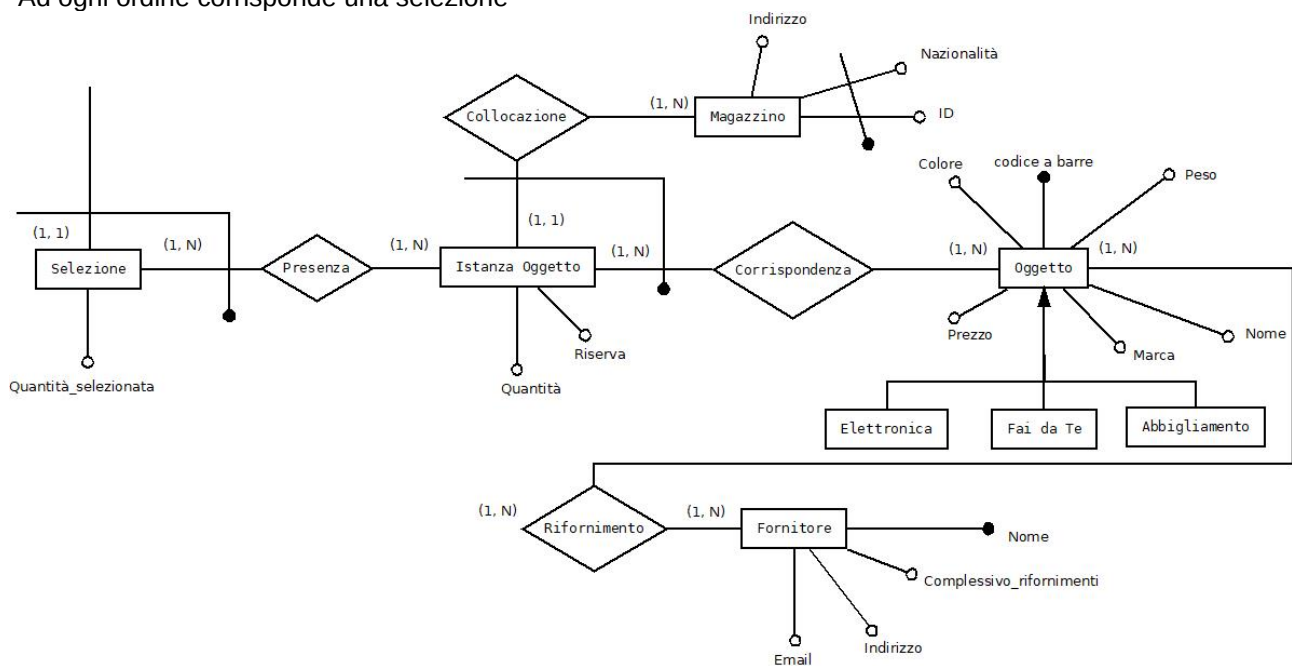 Ad ogni ordine corrisponde una selezione
Indirizzo
Nazionalità
ID
(1, N)
Magazzino
Collocazione
Colore
codice a barre
Peso
(1, 1)
(1, N)
(1, N)
(1, 1)
(1, N)
(1, N)
(1, N)
Selezione
Presenza
Istanza Oggetto
Corrispondenza
Oggetto
Riserva
Prezzo
Marca
Nome
Quantità_selezionata
Quantità
Elettronica
Fai da Te
Abbigliamento
(1, N)
(1, N)
Rifornimento
Fornitore
Nome
Complessivo_rifornimenti
Indirizzo
Email